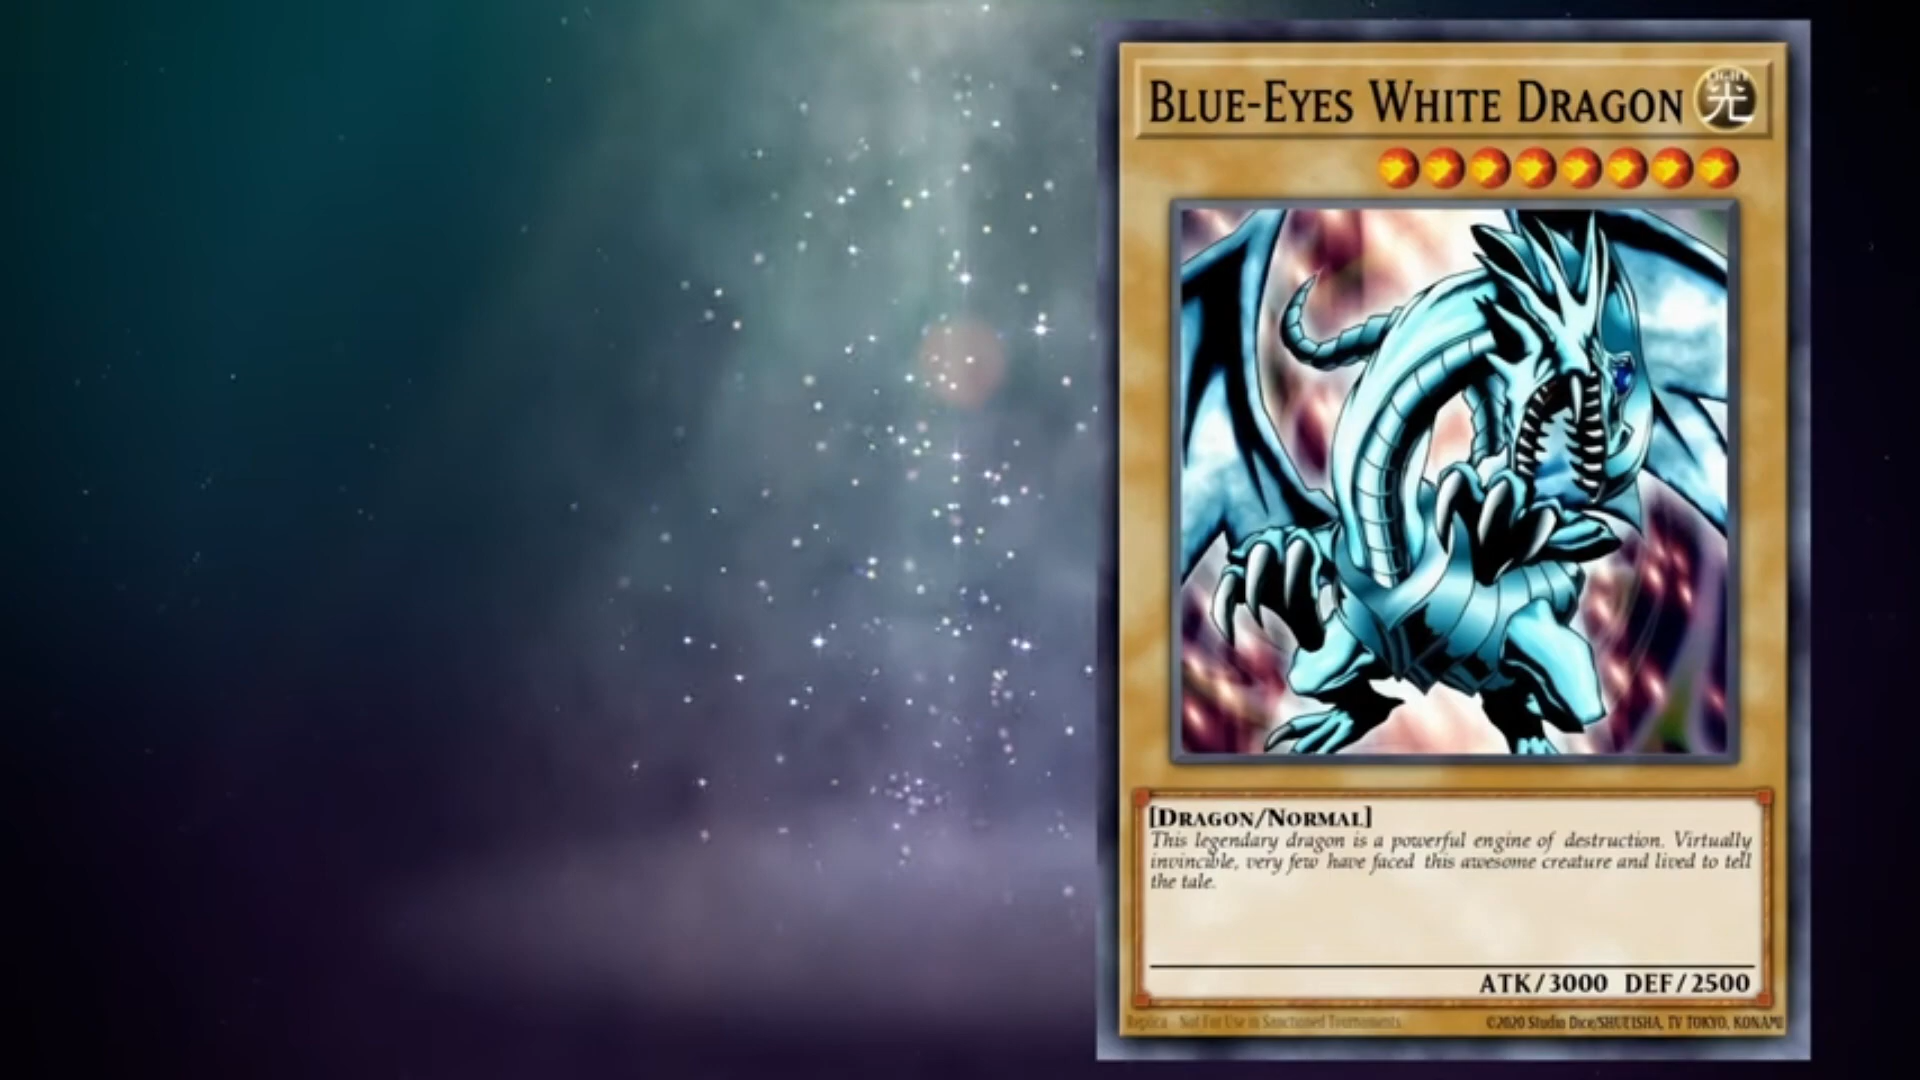 BLUE-EYES WHITE DRAGON
LIGHT
光
[DRAGON/NORMAL]
This legendary dragon is a powerful engine of destruction. Virtually
invincible, very few have faced this awesome creature and lived to tell
the tale.
ATK/3000 DEF/2500
Replica Not For Use in Sanctioned Tournaments
©2020 Studio Dice/SHUEISHA, TV TOKYO, KONAMI